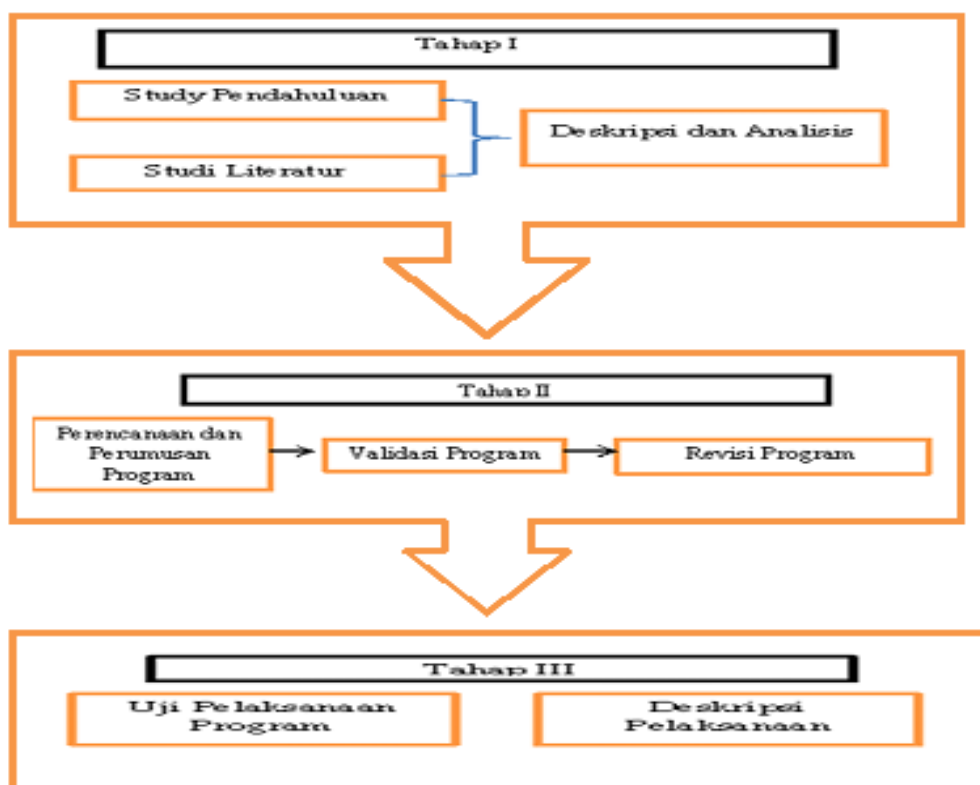 Tahap I
Study Pendahuluan
Deskripsi dan Analisis
Studi Literatur
Tahap II
Perencanaan dan
Perumusan
Program
Validasi Program
Revisi Program
Tahap III
Uji Pelaksanaan
Program
Deskripsi
Pelaksanaan